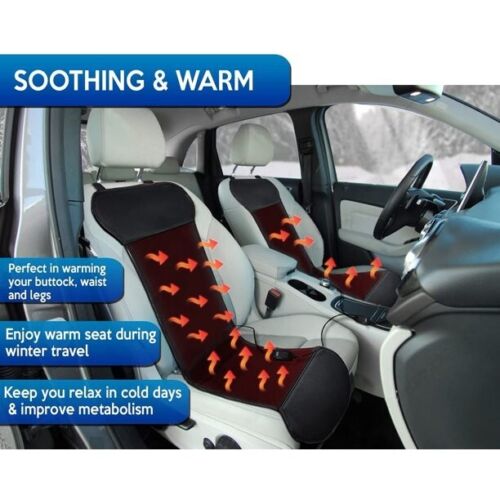 SOOTHING & WARM
Perfect in warming
your buttock, waist
and legs
Enjoy warm seat during
winter travel
Keep you relax in cold days
& improve metabolism